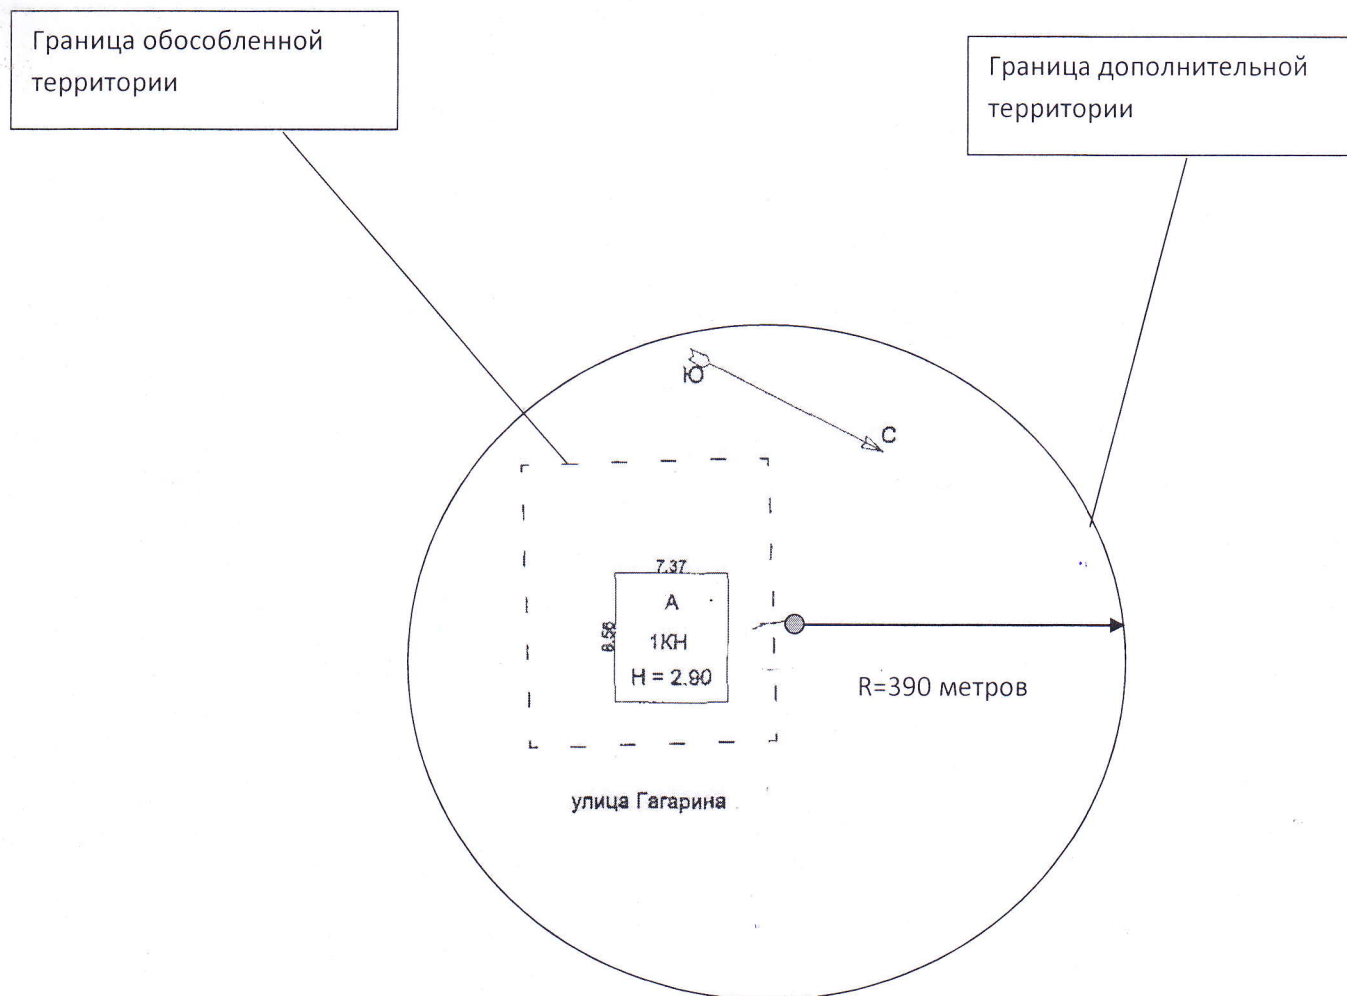 Граница обособленной
территории
Граница дополнительной
территории
Ю
С
7.37
А
8.56
1КН
Н = 2.90
R=390 метров
улица Гагарина